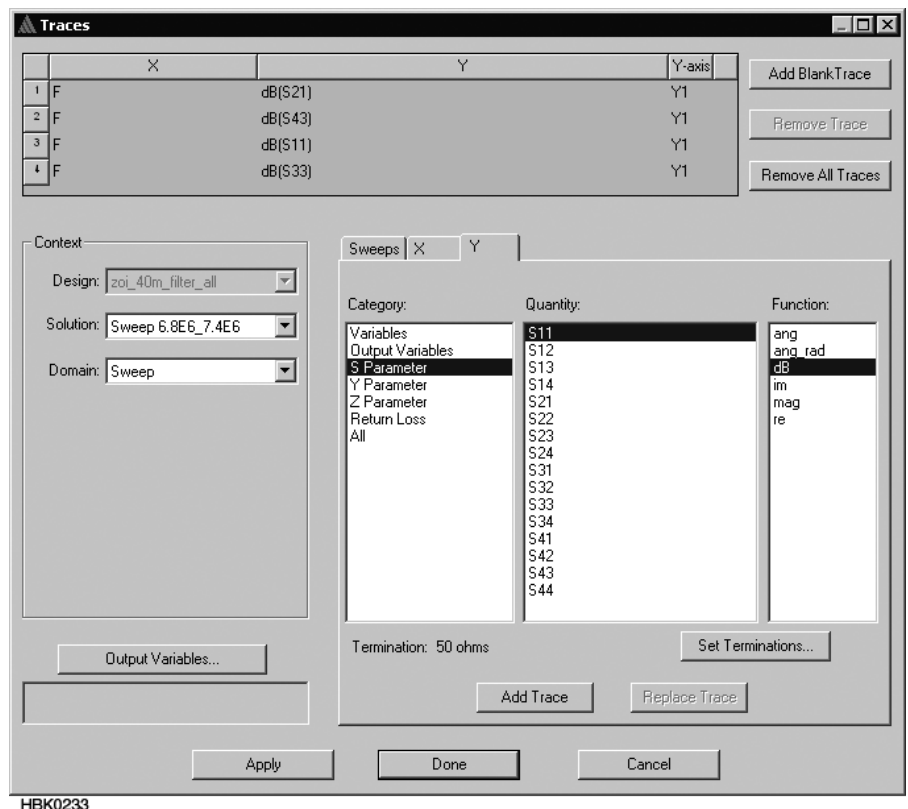 Traces
X Y Y-axis
1 F dB(S21) Y1
2 F dB(S43) Y1
3 F dB(S11) Y1
4 F dB(S33) Y1
Add BlankTrace
Remove Trace
Remove All Traces
Context
Design: zoi_40m_filter_all
Solution: Sweep 6.8E6_7.4E6
Domain: Sweep
Output Variables...
Sweeps X Y
Category:
Variables
Output Variables
S Parameter
Y Parameter
Z Parameter
Return Loss
All
Quantity:
S11
S12
S13
S14
S21
S22
S23
S24
S31
S32
S33
S34
S41
S42
S43
S44
Function:
ang
ang_rad
dB
im
mag
re
Termination: 50 ohms
Set Terminations...
Add Trace
Replace Trace
Apply
Done
Cancel
HBK0233